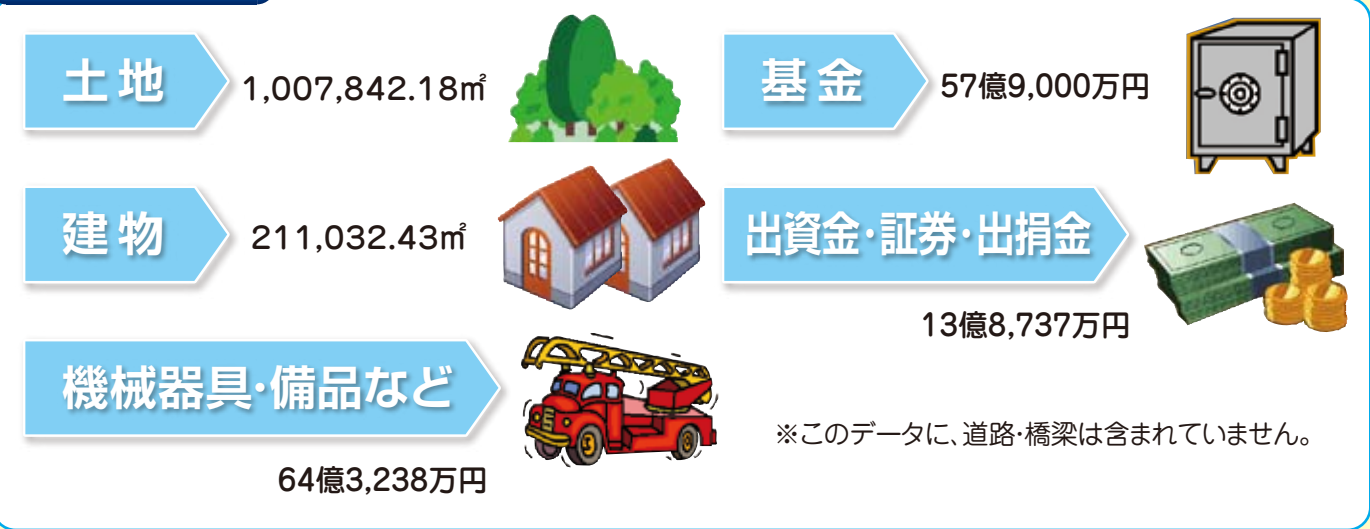 土地
1,007,842.18㎡
建物
211,032.43㎡
機械器具・備品など
64億3,238万円
基金
57億9,000万円
出資金・証券・出捐金
13億8,737万円
※このデータに、道路・橋梁は含まれていません。